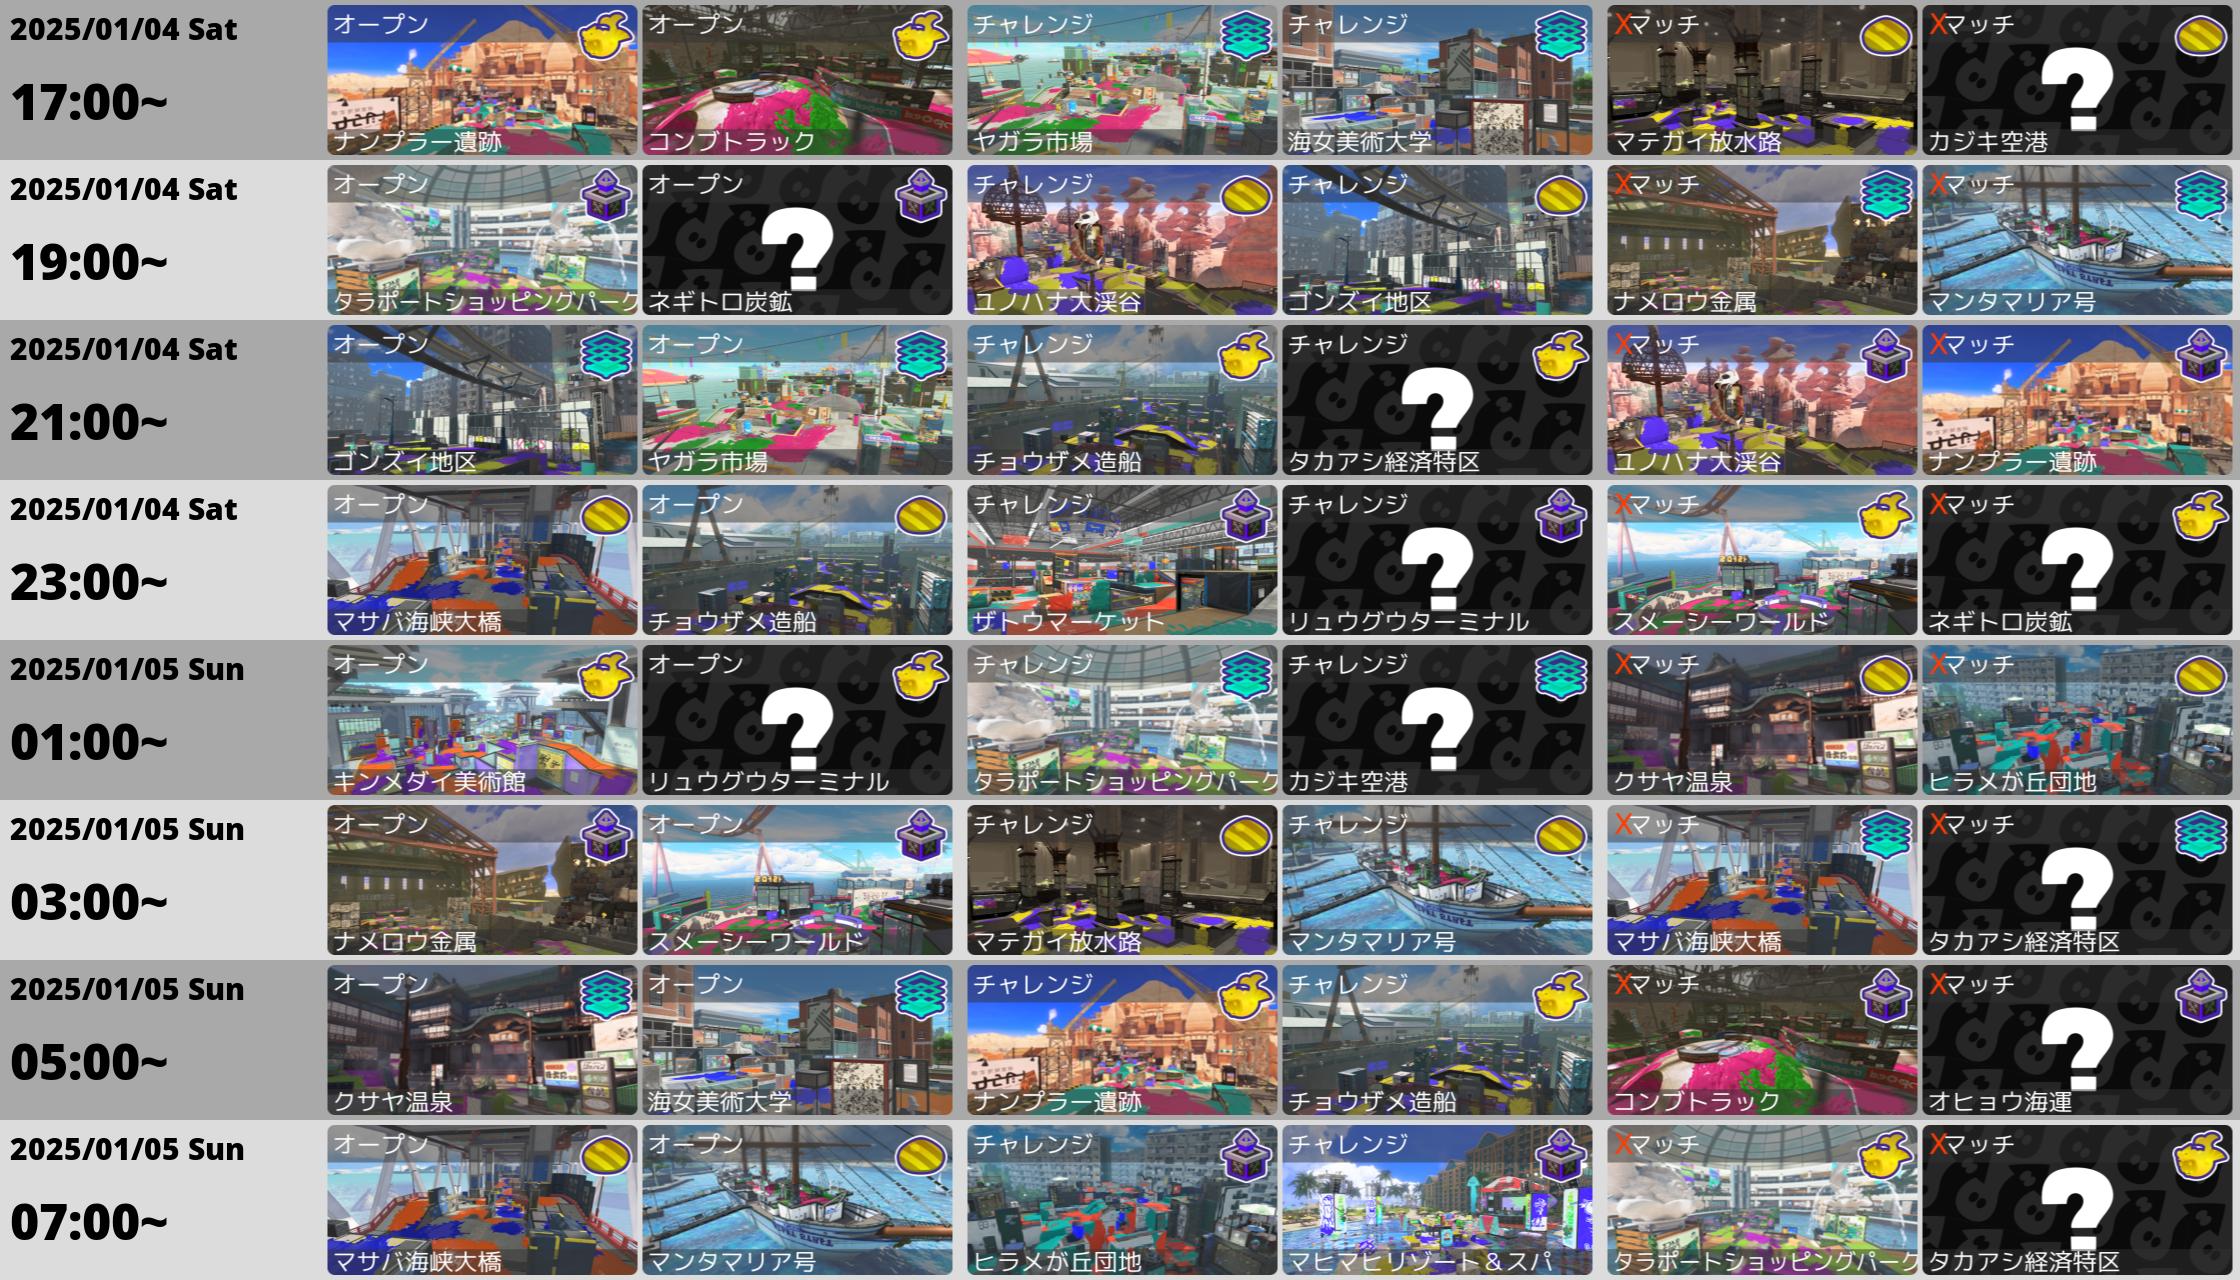 2025/01/04 Sat
17:00~
オープン
ナンプラー遺跡
オープン
コンブトラック
チャレンジ
ヤガラ市場
チャレンジ
海女美術大学
Xマッチ
マテガイ放水路
Xマッチ
カジキ空港
2025/01/04 Sat
19:00~
オープン
タラポートショッピングパーク
オープン
ネギトロ炭鉱
チャレンジ
ユノハナ大渓谷
チャレンジ
ゴンズイ地区
Xマッチ
ナメロウ金属
Xマッチ
マンタマリア号
2025/01/04 Sat
21:00~
オープン
ゴンズイ地区
オープン
ヤガラ市場
チャレンジ
チョウザメ造船
チャレンジ
タカアシ経済特区
Xマッチ
ユノハナ大渓谷
Xマッチ
ナンプラー遺跡
2025/01/04 Sat
23:00~
オープン
マサバ海峡大橋
オープン
チョウザメ造船
チャレンジ
ザトウマーケット
チャレンジ
リュウグウターミナル
Xマッチ
スメーシーワールド
Xマッチ
ネギトロ炭鉱
2025/01/05 Sun
01:00~
オープン
キンメダイ美術館
オープン
リュウグウターミナル
チャレンジ
タラポートショッピングパーク
チャレンジ
カジキ空港
Xマッチ
クサヤ温泉
Xマッチ
ヒラメが丘団地
2025/01/05 Sun
03:00~
オープン
ナメロウ金属
オープン
スメーシーワールド
チャレンジ
マテガイ放水路
チャレンジ
マンタマリア号
Xマッチ
マサバ海峡大橋
Xマッチ
タカアシ経済特区
2025/01/05 Sun
05:00~
オープン
クサヤ温泉
オープン
海女美術大学
チャレンジ
ナンプラー遺跡
チャレンジ
チョウザメ造船
Xマッチ
コンブトラック
Xマッチ
オヒョウ海運
2025/01/05 Sun
07:00~
オープン
マサバ海峡大橋
オープン
マンタマリア号
チャレンジ
ヒラメが丘団地
チャレンジ
マヒマヒリゾート＆スパ
Xマッチ
タラポートショッピングパーク
Xマッチ
タカアシ経済特区